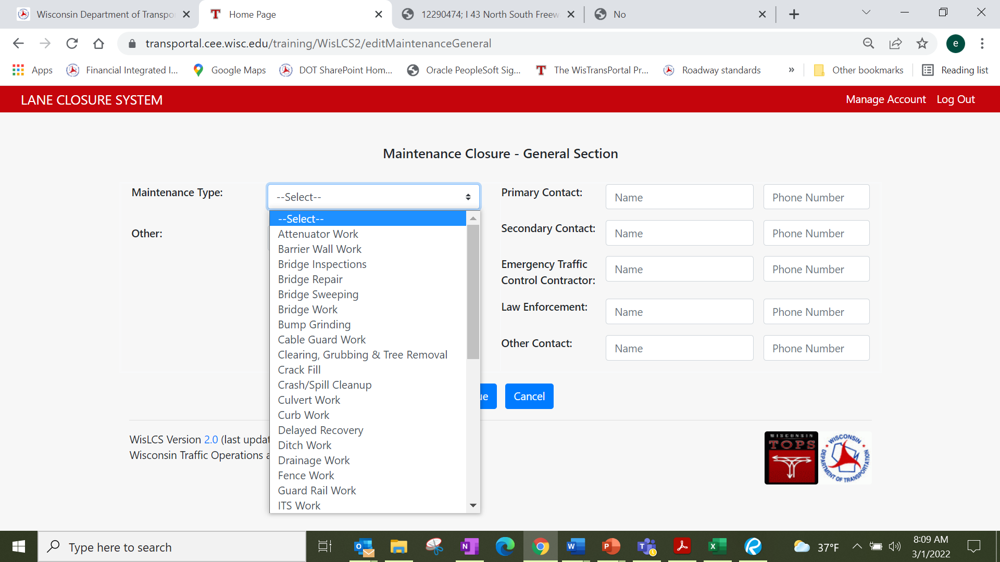 Wisconsin Department of Transpo
Home Page
12290474; I 43 North South Freew
No
transportal.cee.wisc.edu/training/WisLCS2/editMaintenanceGeneral
e
Apps
Financial Integrated I...
Google Maps
DOT SharePoint Hom...
Oracle PeopleSoft Sig...
The WisTransPortal Pr...
Roadway standards
»
Other bookmarks
Reading list
LANE CLOSURE SYSTEM
Manage Account
Log Out
Maintenance Closure - General Section
Maintenance Type:
--Select--
Other:
--Select--
Attenuator Work
Barrier Wall Work
Bridge Inspections
Bridge Repair
Bridge Sweeping
Bridge Work
Bump Grinding
Cable Guard Work
Clearing, Grubbing & Tree Removal
Crack Fill
Crash/Spill Cleanup
Culvert Work
Curb Work
Delayed Recovery
Ditch Work
Drainage Work
Fence Work
Guard Rail Work
ITS Work
Primary Contact:
Name
Phone Number
Secondary Contact:
Name
Phone Number
Emergency Traffic
Control Contractor:
Name
Phone Number
Law Enforcement:
Name
Phone Number
Other Contact:
Name
Phone Number
ue
Cancel
WisLCS Version 2.0 (last updat
Wisconsin Traffic Operations a
WISCONSIN
TOPS
WISCONSIN
DEPARTMENT OF TRANSPORTATION
Type here to search
37°F
8:09 AM
3/1/2022